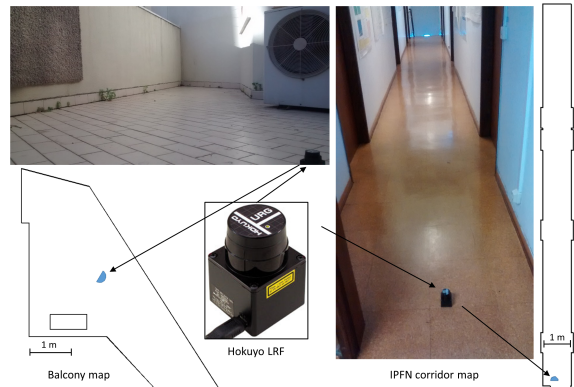 HOKUYO
URG
1 m
Balcony map
Hokuyo LRF
IPFN corridor map
1 m